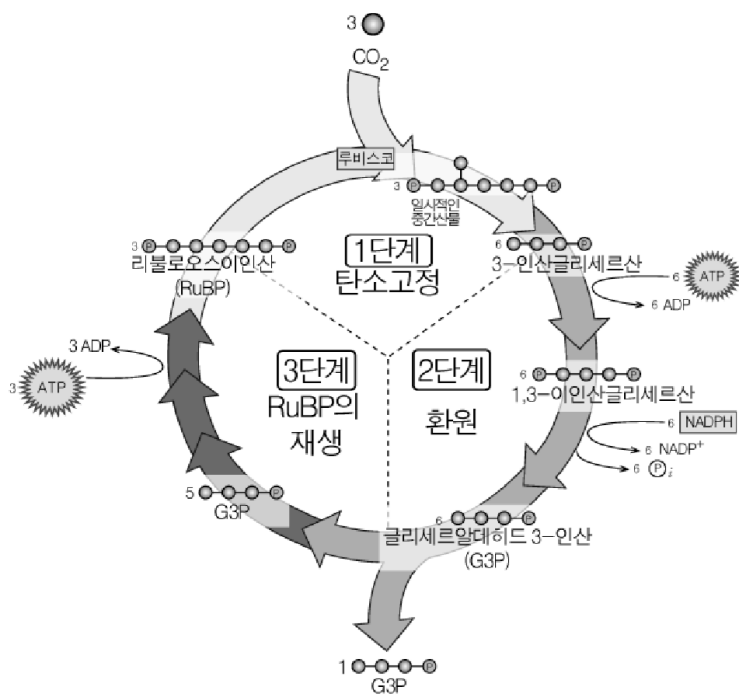 3
CO₂
루비스코
3 P P
일시적인
중간산물
3 P P
리불로오스이인산
(RuBP)
1단계
탄소고정
6 P
3-인산글리세르산
6 ATP
6 ADP
3 ADP
3 ATP
3단계
RuBP의
재생
2단계
환원
6 P P
1,3-이인산글리세르산
6 NADPH
6 NADP⁺
6 Pᵢ
5 P
G3P
6 P
글리세르알데히드 3-인산
(G3P)
1 P
G3P